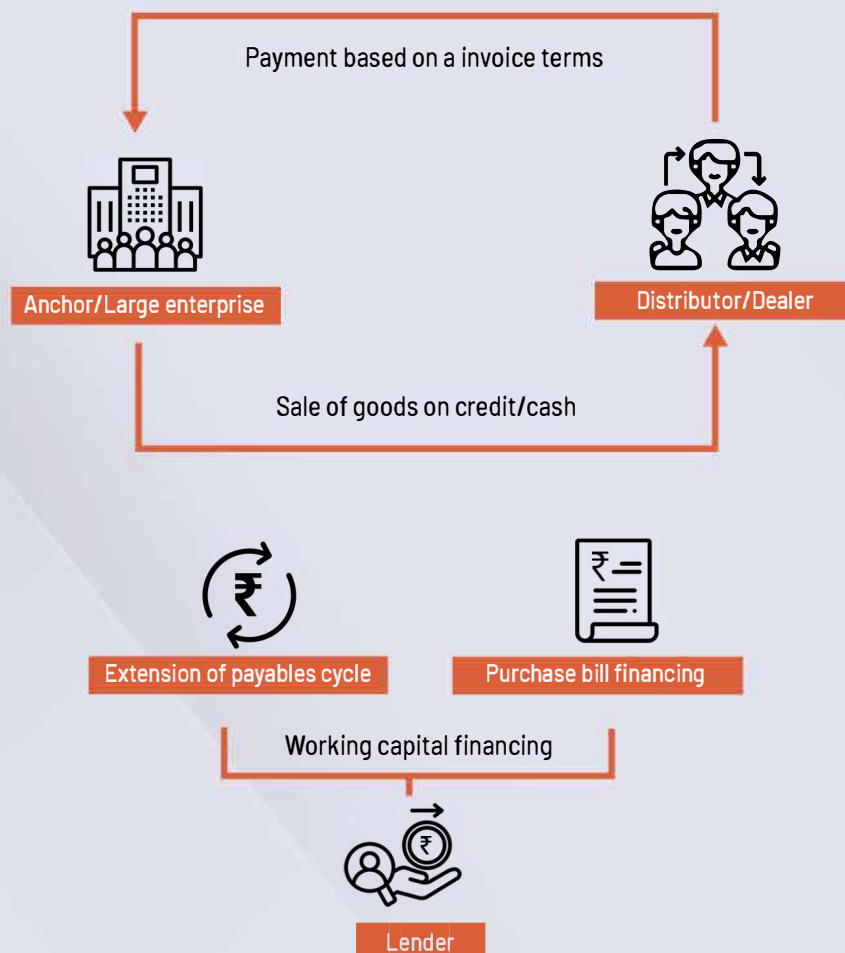 Payment based on a invoice terms
Anchor/Large enterprise
Distributor/Dealer
Sale of goods on credit/cash
₹
₹
Extension of payables cycle
Purchase bill financing
Working capital financing
₹
Lender